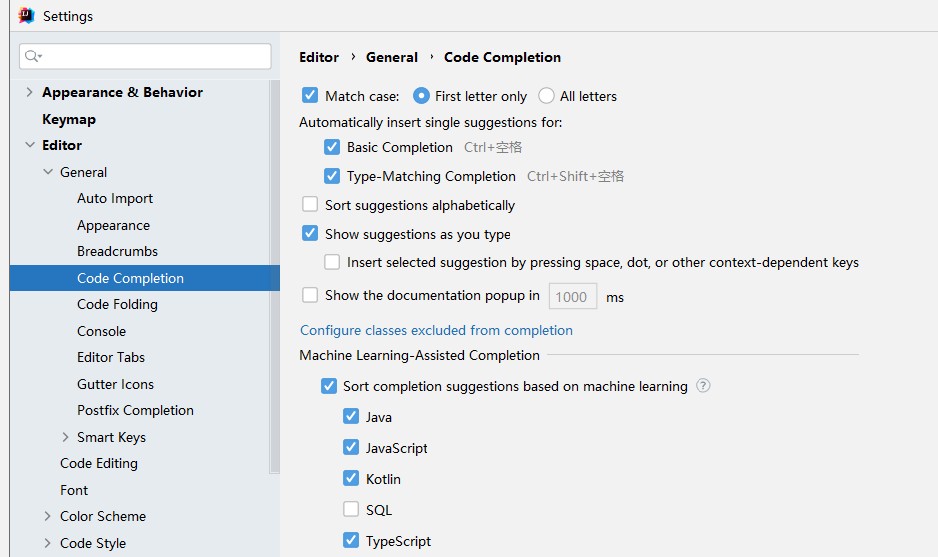 Settings
Appearance & Behavior
Keymap
Editor
General
Auto Import
Appearance
Breadcrumbs
Code Completion
Code Folding
Console
Editor Tabs
Gutter Icons
Postfix Completion
Smart Keys
Code Editing
Font
Color Scheme
Code Style
Editor › General › Code Completion
Match case: First letter only All letters
Automatically insert single suggestions for:
Basic Completion Ctrl+空格
Type-Matching Completion Ctrl+Shift+空格
Sort suggestions alphabetically
Show suggestions as you type
Insert selected suggestion by pressing space, dot, or other context-dependent keys
Show the documentation popup in 1000 ms
Configure classes excluded from completion
Machine Learning-Assisted Completion
Sort completion suggestions based on machine learning ?
Java
JavaScript
Kotlin
SQL
TypeScript